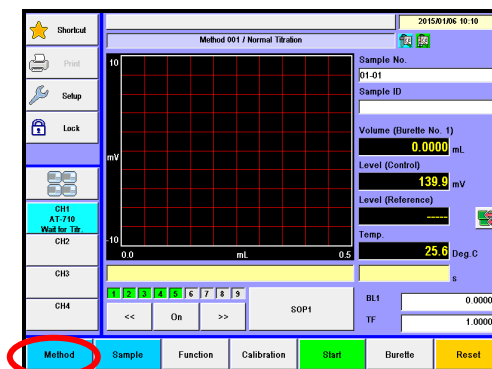 Shortcut
2015/01/06 10:10
Method 001 / Normal Titration
Print
Setup
Lock
CH1
AT-710
Wait for Titr.
CH2
CH3
CH4
10
mV
-10
0.0
mL
0.5
Sample No.
01-01
Sample ID
Volume (Burette No. 1)
0.0000 mL
Level (Control)
139.9 mV
Level (Reference)
----- 
Temp.
25.6 Deg.C
s
1 2 3 4 5 6 7 8 9
<< On >>
SOP1
BL1 0.0000
TF 1.0000
Method Sample Function Calibration Start Burette Reset